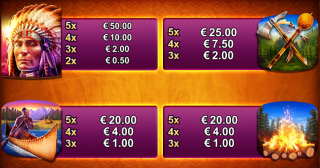 5x € 50.00
4x € 10.00
3x € 2.00
2x € 0.50
5x € 25.00
4x € 7.50
3x € 2.00
5x € 20.00
4x € 4.00
3x € 1.00
5x € 20.00
4x € 4.00
3x € 1.00